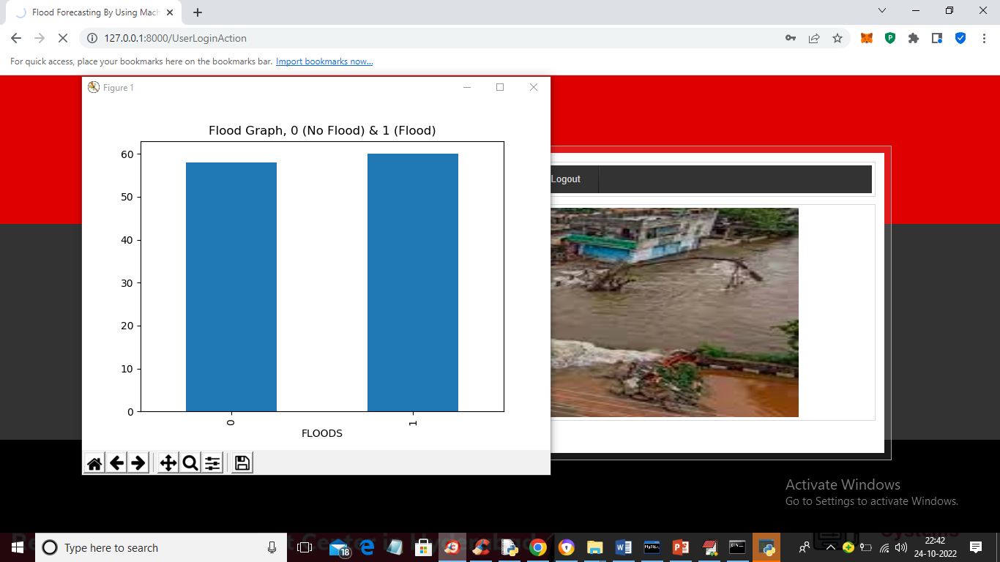 Flood Forecasting By Using Mach
127.0.0.1:8000/UserLoginAction
For quick access, place your bookmarks here on the bookmarks bar. Import bookmarks now...
Figure 1
Flood Graph, 0 (No Flood) & 1 (Flood)
60
50
40
30
20
10
0
0
1
FLOODS
Logout
Activate Windows
Go to Settings to activate Windows.
Type here to search
18
22:42
24-10-2022